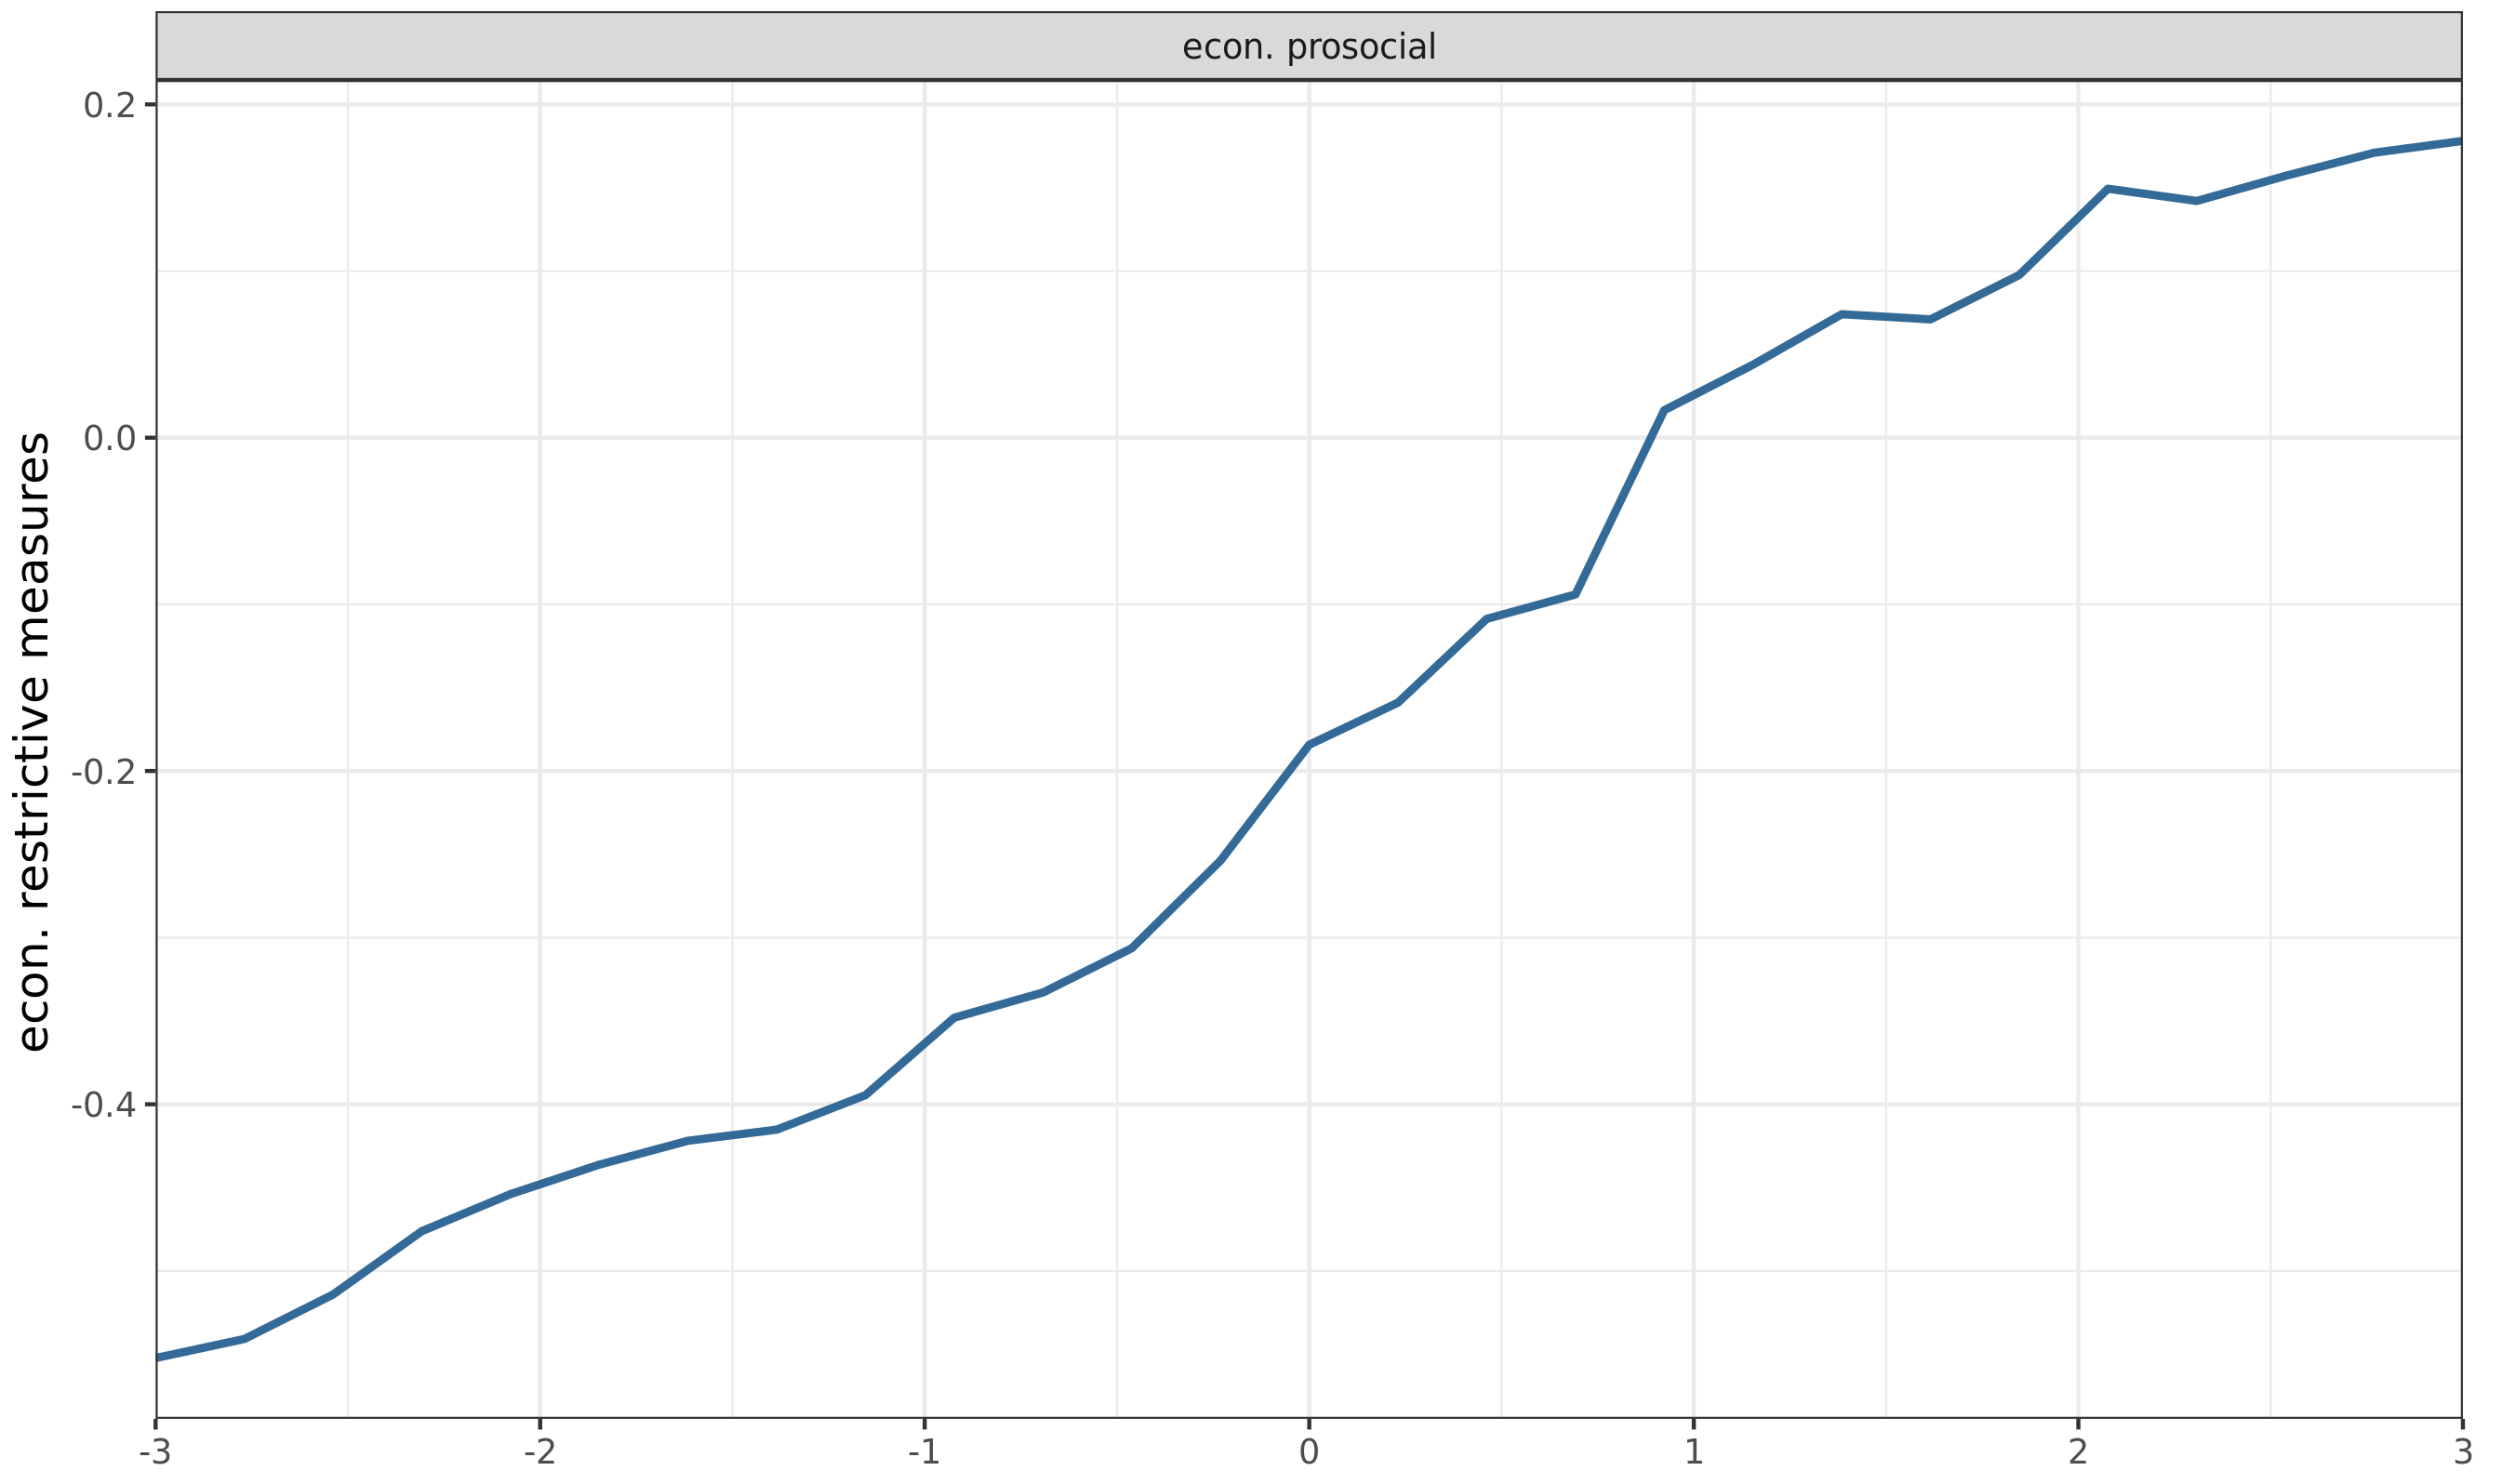 econ. prosocial
econ. restrictive measures
0.2
0.0
-0.2
-0.4
-3 -2 -1 0 1 2 3